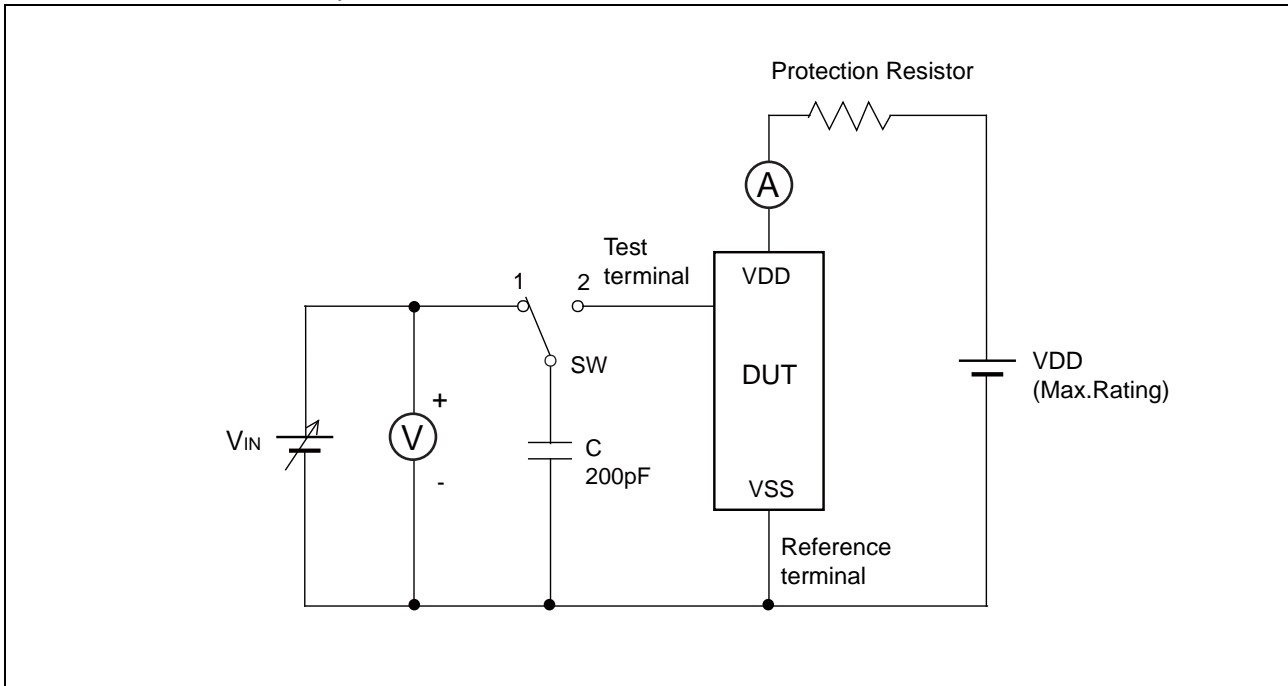 Protection Resistor
A
Test
terminal
1
2
VDD
SW
DUT
VDD
(Max.Rating)
VIN
+
V
-
C
200pF
VSS
Reference
terminal